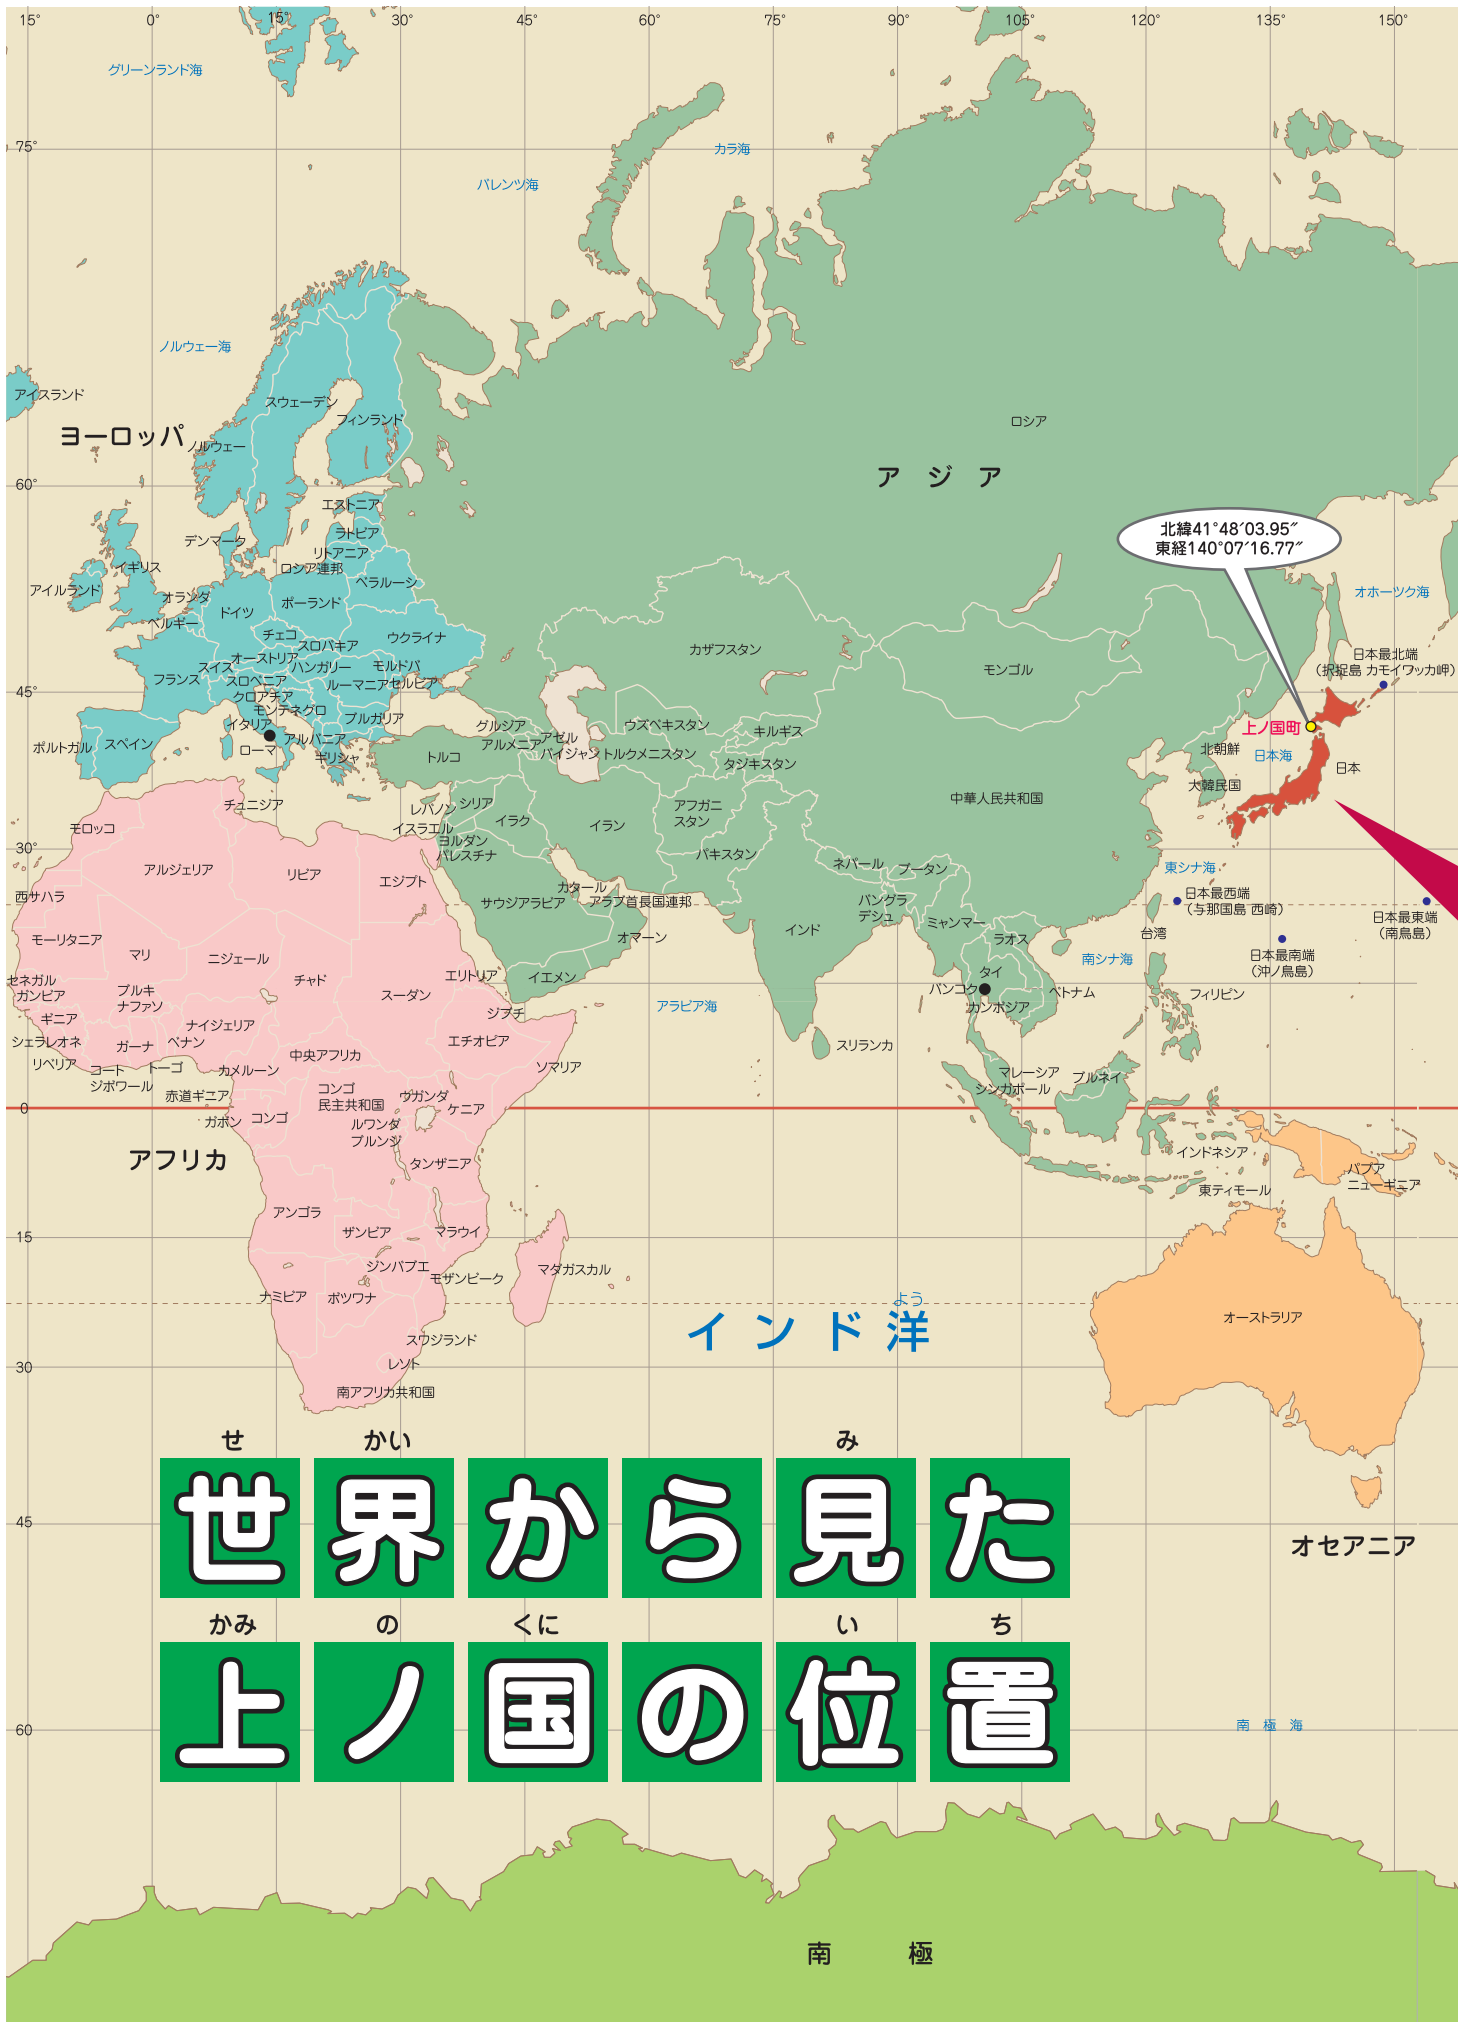 15° 0° 15° 30° 45° 60° 75° 90° 105° 120° 135° 150°
グリーンランド海
75°
カラ海
バレンツ海
ノルウェー海
アイスランド
スウェーデン
フィンランド
ロシア
ヨーロッパ
ノルウェー
アジア
60°
エストニア
北緯41°48′03.95″
東経140°07′16.77″
ラトビア
デンマーク
リトアニア
ロシア連邦
イギリス
ベラルーシ
アイルランド
オランダ
オホーツク海
ポーランド
ドイツ
ベルギー
チェコ
ウクライナ
スロバキア
カザフスタン
オーストリア
日本最北端
(択捉島 カモイワッカ岬)
スイス
ハンガリー
モルドバ
モンゴル
フランス
スロベニア
ルーマニア
セルビア
45°
クロアチア
モンテネグロ
ブルガリア
イタリア
グルジア
ウズベキスタン
キルギス
上ノ国町
アルバニア
アゼル
バイジャン
アルメニア
ポルトガル
スペイン
ローマ
ギリシャ
トルコ
トルクメニスタン
タジキスタン
北朝鮮
日本海
日本
大韓民国
中華人民共和国
チュニジア
レバノン
シリア
アフガニ
スタン
モロッコ
イスラエル
イラク
イラン
ヨルダン
パレスチナ
30°
パキスタン
ネパール
ブータン
東シナ海
アルジェリア
リビア
エジプト
カタール
西サハラ
サウジアラビア
アラブ首長国連邦
バングラ
デシュ
日本最西端
(与那国島 西崎)
日本最東端
(南鳥島)
インド
ミャンマー
台湾
モーリタニア
オマーン
ラオス
マリ
ニジェール
南シナ海
日本最南端
(沖ノ鳥島)
セネガル
チャド
エリトリア
イエメン
タイ
ガンビア
ブルキ
ナファソ
スーダン
バンコク
ベトナム
フィリピン
アラビア海
カンボジア
ギニア
ジブチ
ナイジェリア
シェラレオネ
ガーナ
ベナン
エチオピア
スリランカ
中央アフリカ
リベリア
コート
ジボワール
トーゴ
カメルーン
ソマリア
マレーシア
ブルネイ
シンガポール
赤道ギニア
コンゴ
民主共和国
ウガンダ
ケニア
0
ガボン
コンゴ
ルワンダ
ブルンジ
アフリカ
タンザニア
インドネシア
パプア
ニューギニア
東ティモール
アンゴラ
ザンビア
マラウイ
15
ジンバブエ
モザンビーク
マダガスカル
ナミビア
ボツワナ
よう
インド洋
オーストラリア
スワジランド
30
レソト
南アフリカ共和国
せ かい み
世界から見た
45
オセアニア
かみ の くに い ち
上ノ国の位置
60
南極海
南極